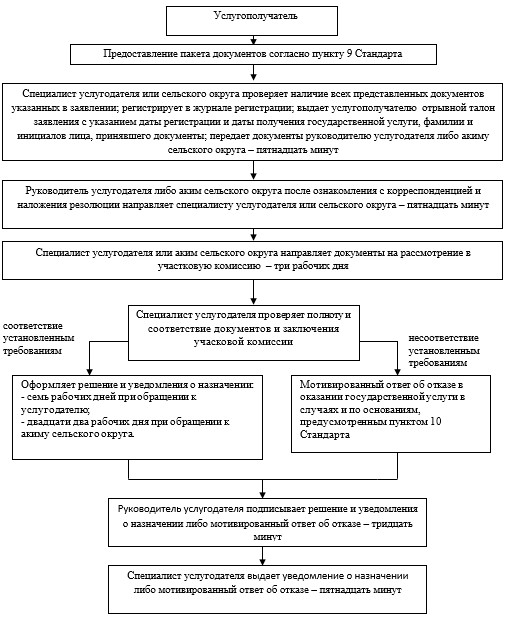 Услугополучатель
Предоставление пакета документов согласно пункту 9 Стандарта
Специалист услугодателя или сельского округа проверяет наличие всех представленных документов
указанных в заявлении; регистрирует в журнале регистрации; выдает услугополучателю отрывной талон
заявления с указанием даты регистрации и даты получения государственной услуги, фамилии и
инициалов лица, принявшего документы; передает документы руководителю услугодателя либо акиму
сельского округа – пятнадцать минут
Руководитель услугодателя либо аким сельского округа после ознакомления с корреспонденцией и
наложения резолюции направляет специалисту услугодателя или сельского округа – пятнадцать минут
Специалист услугодателя или аким сельского округа направляет документы на рассмотрение в
участковую комиссию – три рабочих дня
Специалист услугодателя проверяет полноту и
соответствие документов и заключения
учасковой комиссии
соответствие
установленным
требованиям
несоответствие
установленным
требованиям
Оформляет решение и уведомления о назначении:
- семь рабочих дней при обращении к
услугодателю;
- двадцати два рабочих дня при обращении к
акиму сельского округа.
Мотивированный ответ об отказе в
оказании государственной услуги в
случаях и по основаниям,
предусмотренным пунктом 10
Стандарта
Руководитель услугодателя подписывает решение и уведомления
о назначении либо мотивированный ответ об отказе – тридцать
минут
Специалист услугодателя выдает уведомление о назначении
либо мотивированный ответ об отказе – пятнадцать минут